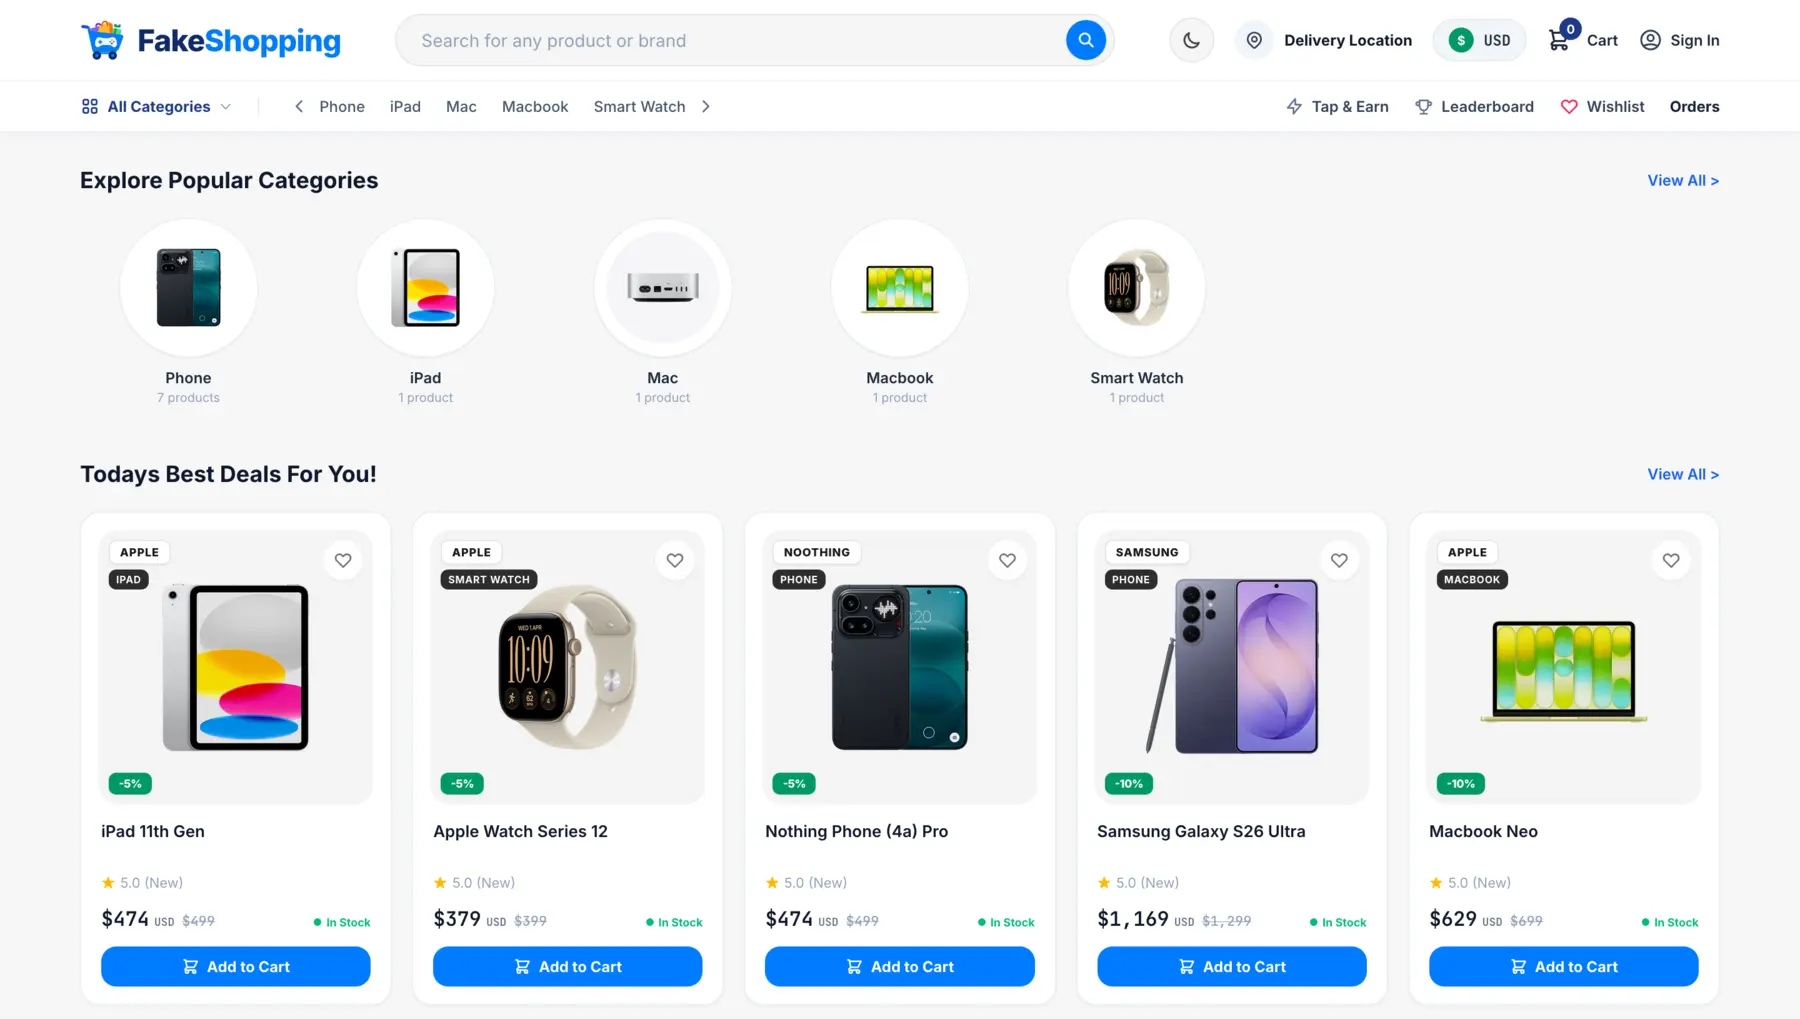 FakeShopping
Search for any product or brand
Delivery Location
$ USD
0
Cart
Sign In
All Categories
Phone
iPad
Mac
Macbook
Smart Watch
Tap & Earn
Leaderboard
Wishlist
Orders
Explore Popular Categories
View All >
Phone
7 products
iPad
1 product
Mac
1 product
Macbook
1 product
Smart Watch
1 product
Todays Best Deals For You!
View All >
APPLE
IPAD
-5%
iPad 11th Gen
5.0 (New)
$474 USD $499
In Stock
Add to Cart
APPLE
SMART WATCH
WED 1 APR
10:09
62
-5%
Apple Watch Series 12
5.0 (New)
$379 USD $399
In Stock
Add to Cart
NOOTHING
PHONE
-5%
Nothing Phone (4a) Pro
5.0 (New)
$474 USD $499
In Stock
Add to Cart
SAMSUNG
PHONE
-10%
Samsung Galaxy S26 Ultra
5.0 (New)
$1,169 USD $1,299
In Stock
Add to Cart
APPLE
MACBOOK
-10%
Macbook Neo
5.0 (New)
$629 USD $699
In Stock
Add to Cart